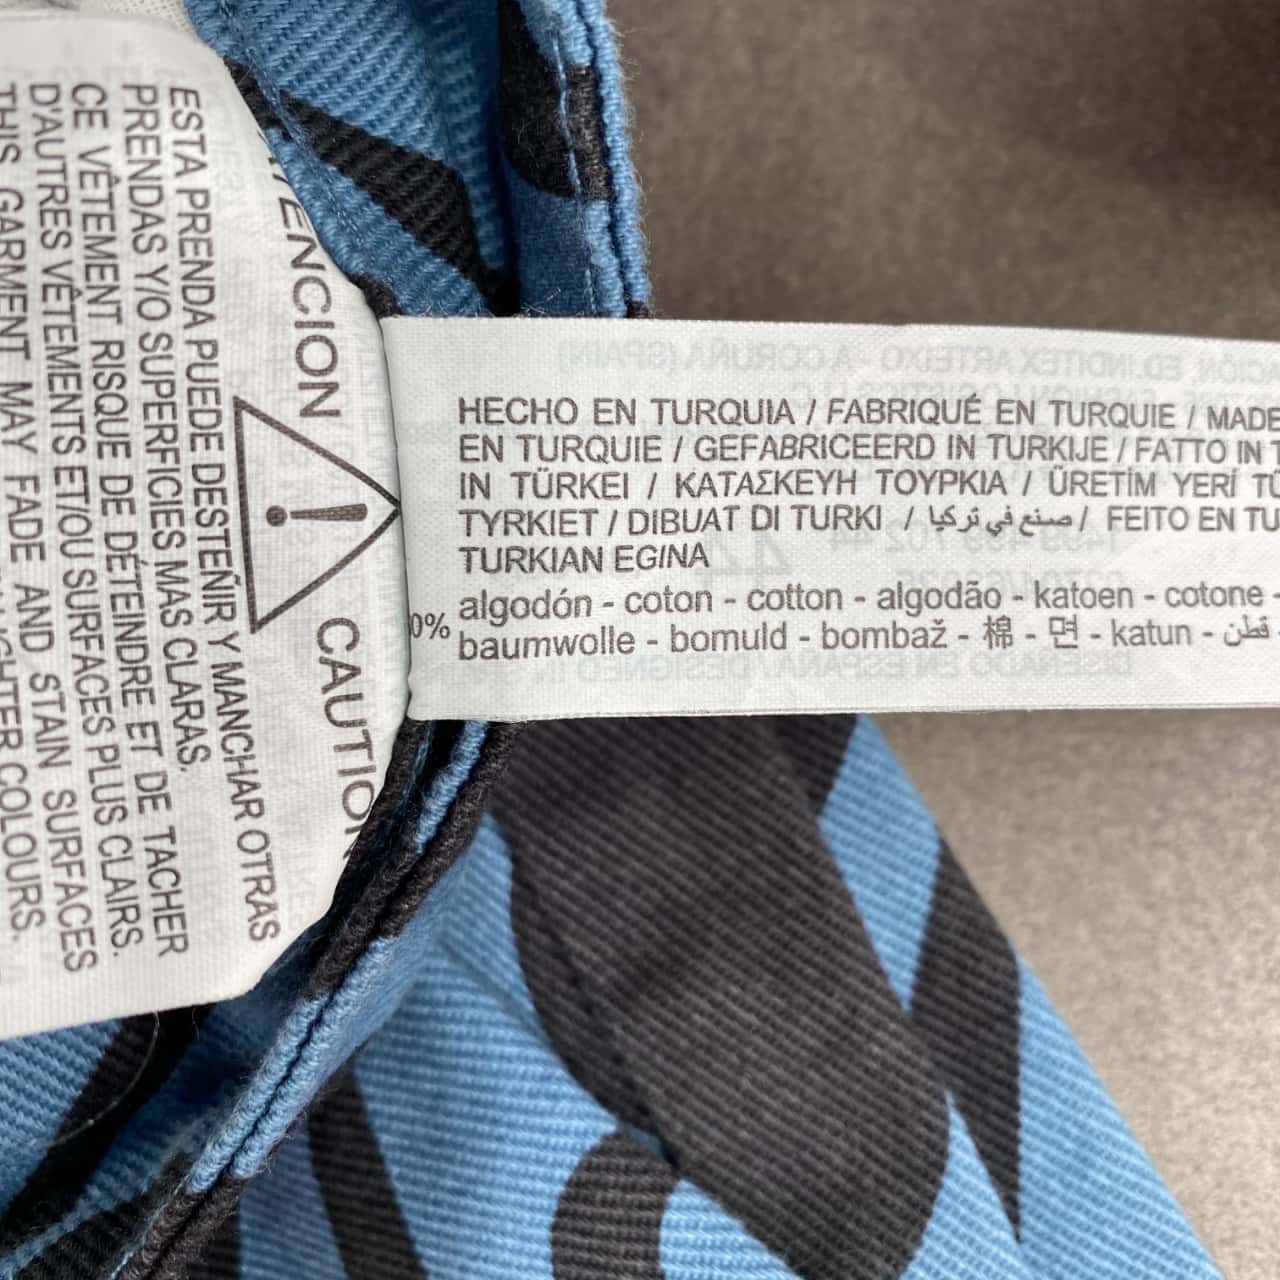 ATENCION
CAUTION
ESTA PRENDA PUEDE DESTEÑIR Y MANCHAR OTRAS
PRENDAS Y/O SUPERFICIES MAS CLARAS.
CE VÊTEMENT RISQUE DE DÉTEINDRE ET DE TACHER
D'AUTRES VÊTEMENTS ET/OU SURFACES PLUS CLAIRS.
THIS GARMENT MAY FADE AND STAIN SURFACES
HECHO EN TURQUIA / FABRIQUÉ EN TURQUIE / MADE
EN TURQUIE / GEFABRICEERD IN TURKIJE / FATTO IN T
IN TÜRKEI / ΚΑΤΑΣΚΕΥΗ ΤΟΥΡΚΙΑ / ÜRETİM YERİ TÜ
TYRKIET / DIBUAT DI TURKI / صنع في تركيا / FEITO EN TU
TURKIAN EGINA
0% algodón - coton - cotton - algodão - katoen - cotone -
baumwolle - bomuld - bombaž - 棉 - 면 - katun - قطن